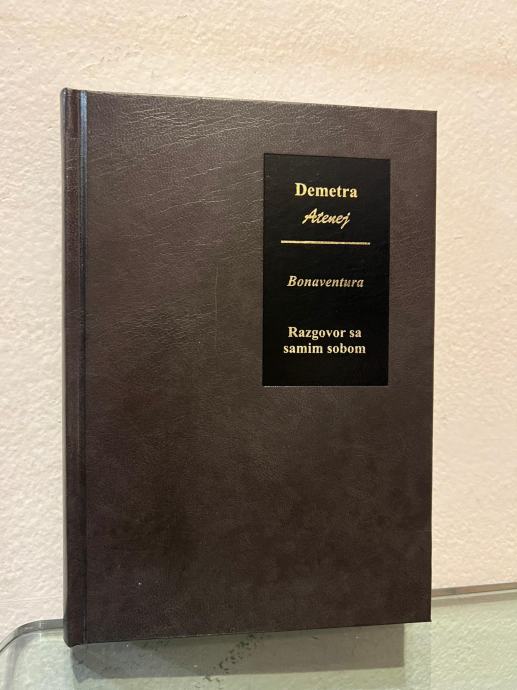 Demetra
Atenej
Bonaventura
Razgovor sa
samim sobom